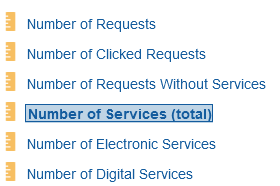 Number of Requests
Number of Clicked Requests
Number of Requests Without Services
Number of Services (total)
Number of Electronic Services
Number of Digital Services